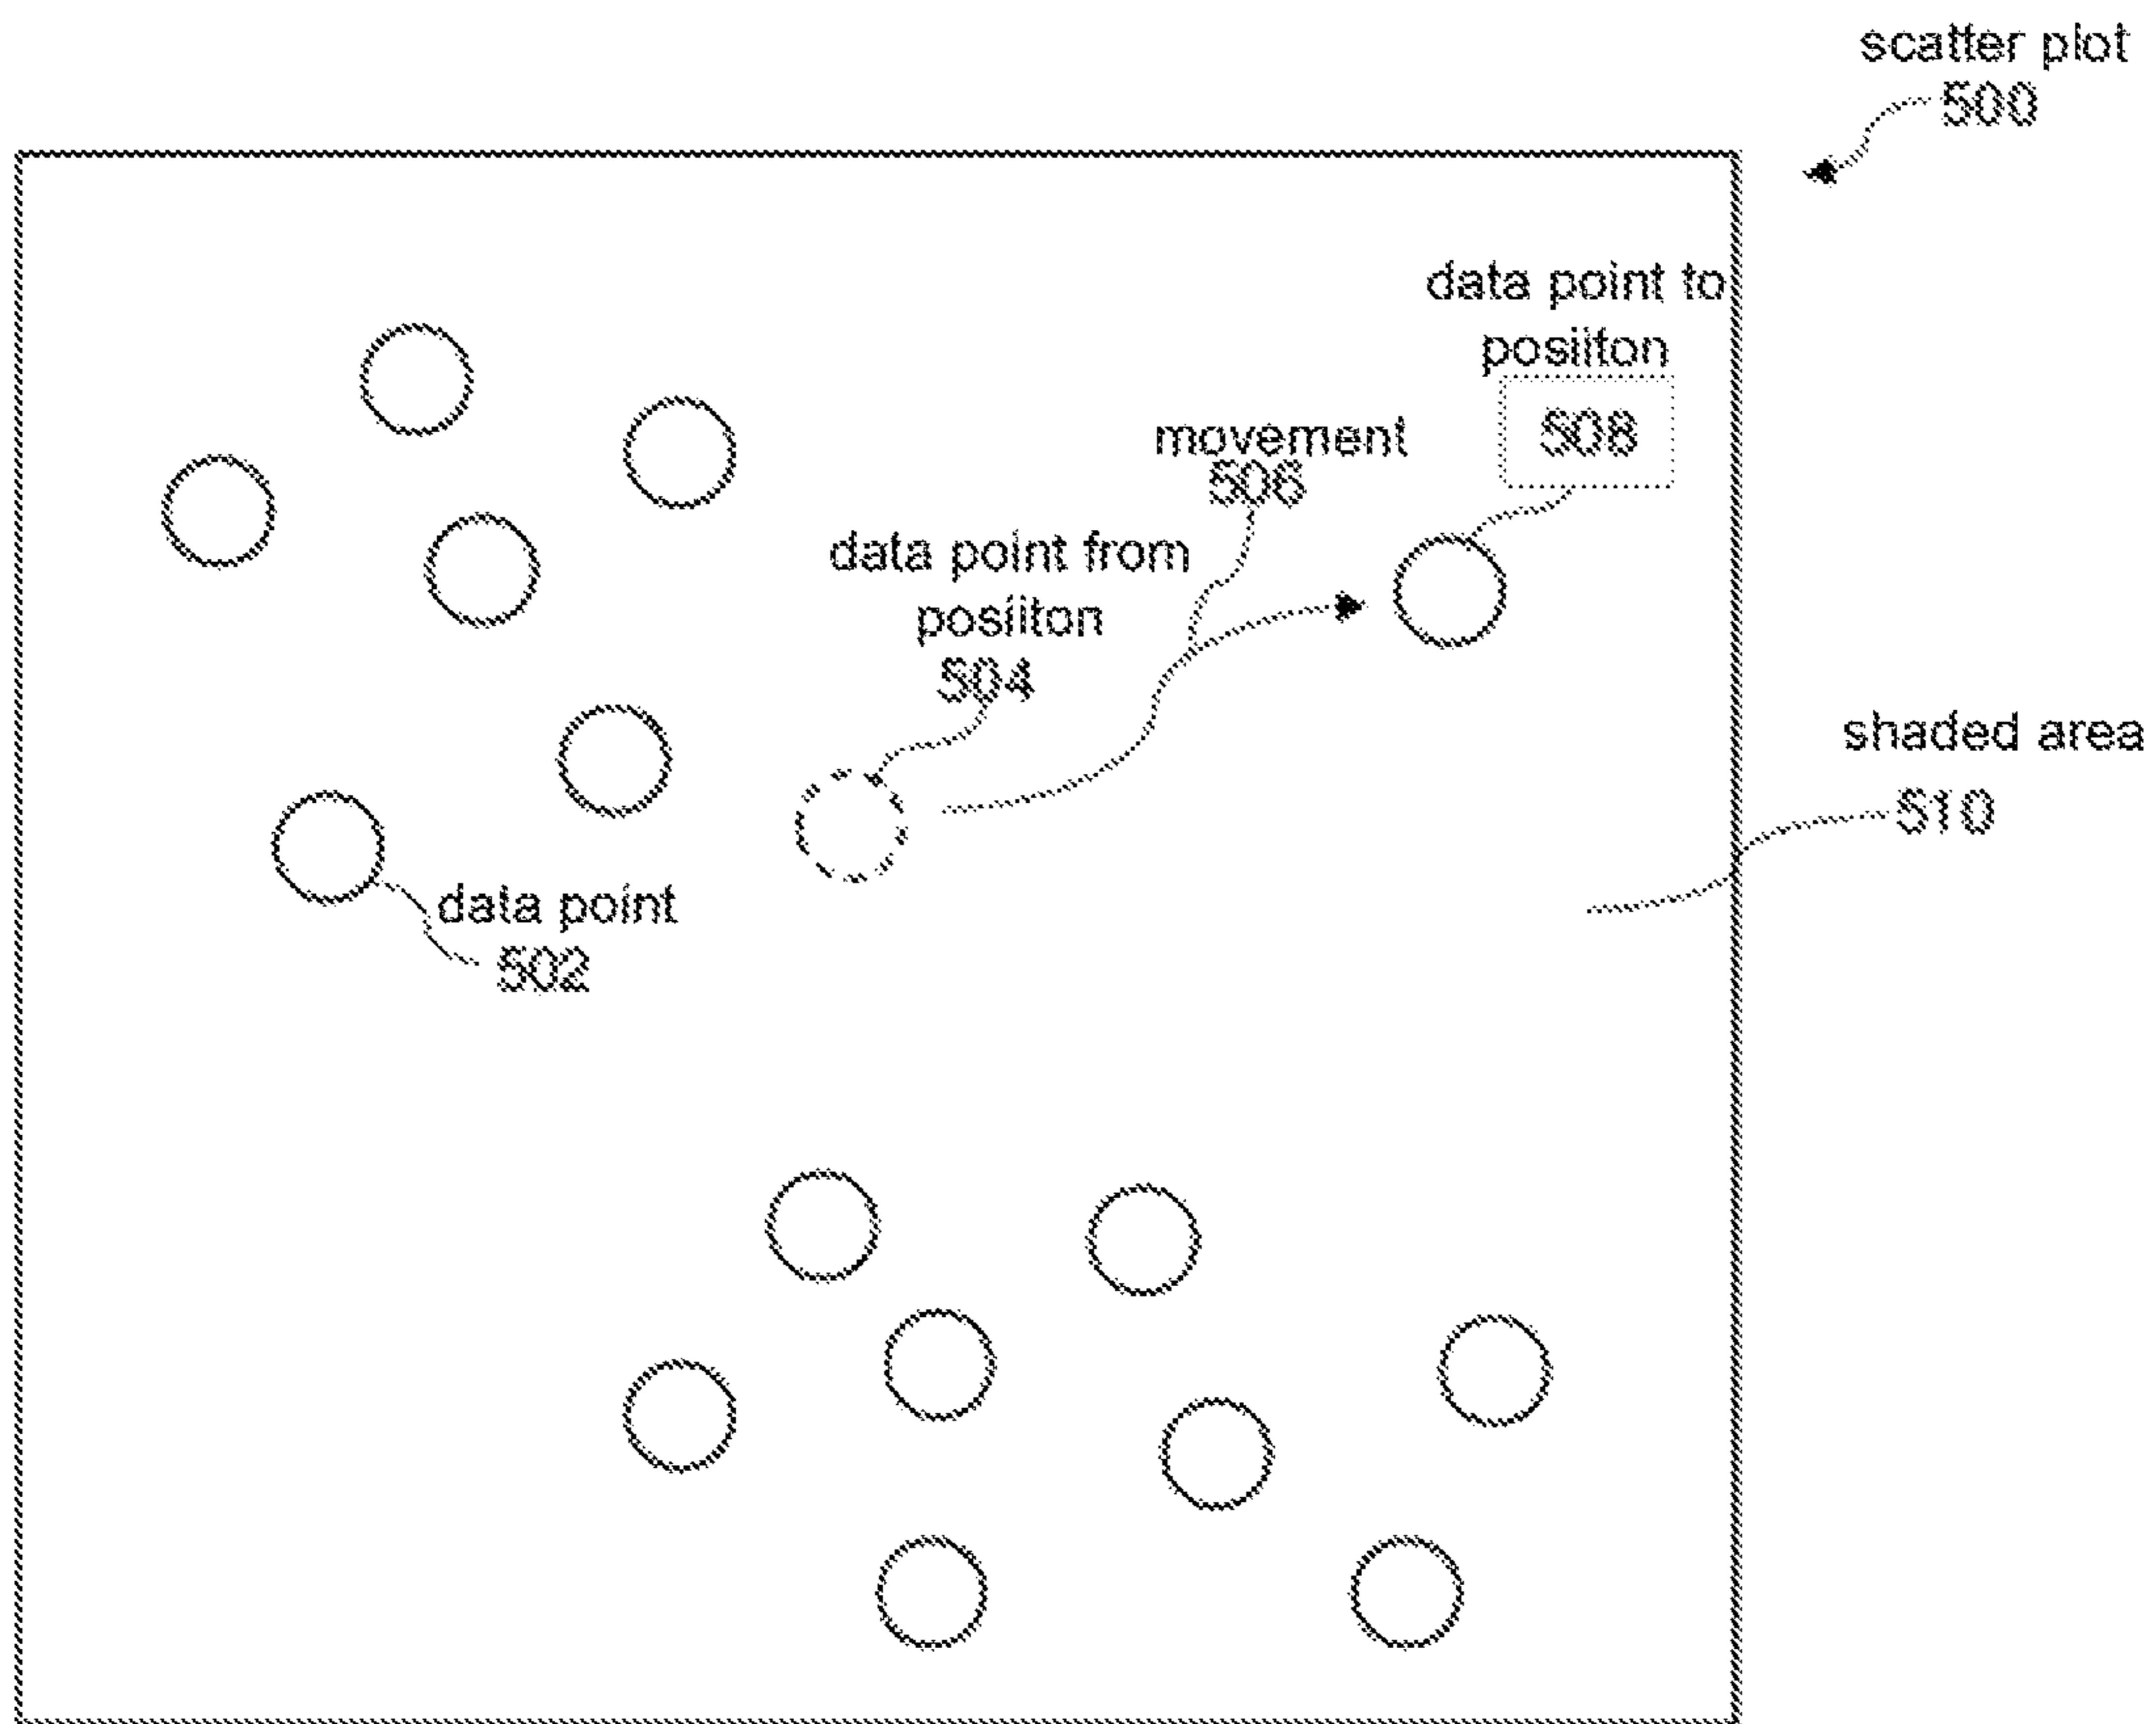 scatter plot
500
data point to
posiiton
508
movement
506
data point from
posiiton
504
shaded area
510
data point
502